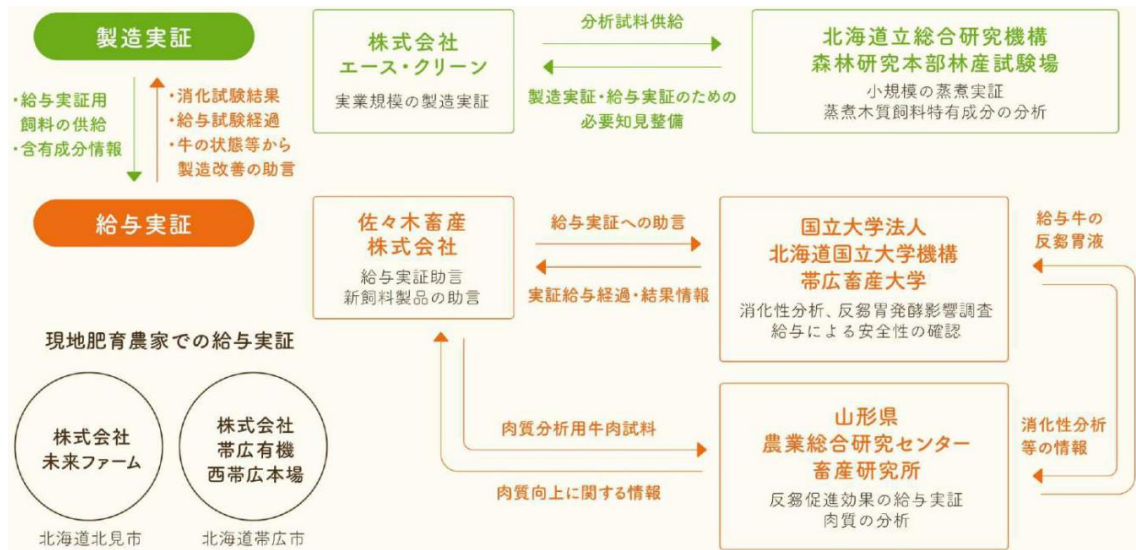 製造実証
・給与実証用
飼料の供給
・含有成分情報
・消化試験結果
・給与試験経過
・牛の状態等から
製造改善の助言
株式会社
エース・クリーン
実業規模の製造実証
分析試料供給
製造実証・給与実証のための
必要知見整備
北海道立総合研究機構
森林研究本部林産試験場
小規模の蒸煮実証
蒸煮木質飼料特有成分の分析
給与実証
佐々木畜産
株式会社
給与実証助言
新飼料製品の助言
給与実証への助言
実証給与経過・結果情報
国立大学法人
北海道国立大学機構
帯広畜産大学
消化性分析、反芻胃発酵影響調査
給与による安全性の確認
給与牛の
反芻胃液
現地肥育農家での給与実証
株式会社
未来ファーム
北海道北見市
株式会社
帯広有機
西帯広本場
北海道帯広市
肉質分析用牛肉試料
肉質向上に関する情報
山形県
農業総合研究センター
畜産研究所
反芻促進効果の給与実証
肉質の分析
消化性分析
等の情報